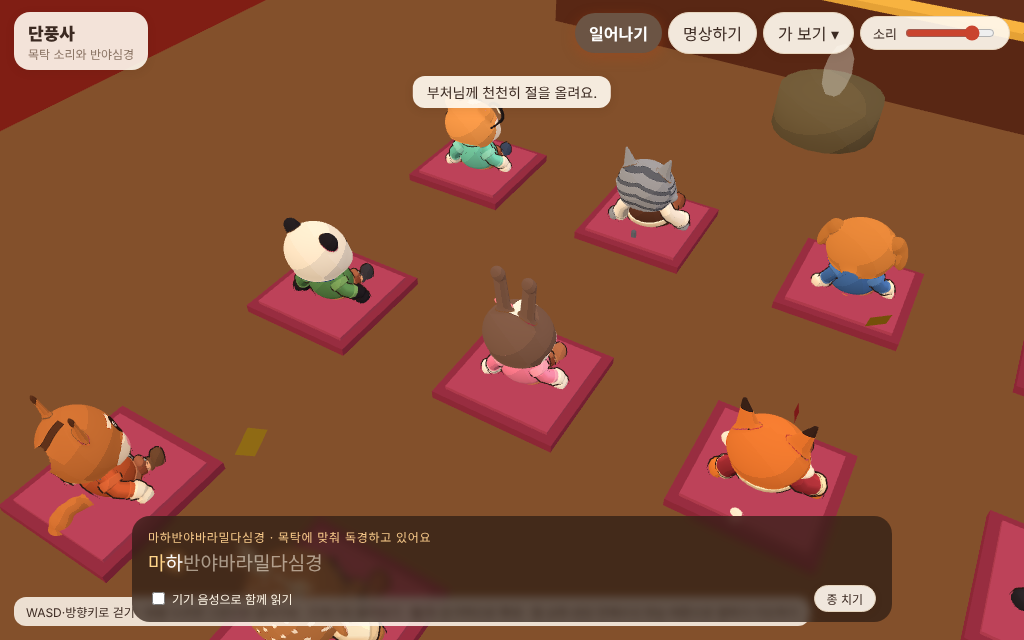 단풍사
목탁 소리와 반야심경
일어나기
명상하기
가 보기 ▾
소리
부처님께 천천히 절을 올려요.
마하반야바라밀다심경 · 목탁에 맞춰 독경하고 있어요
마하반야바라밀다심경
기기 음성으로 함께 읽기
종 치기
WASD·방향키로 걷기